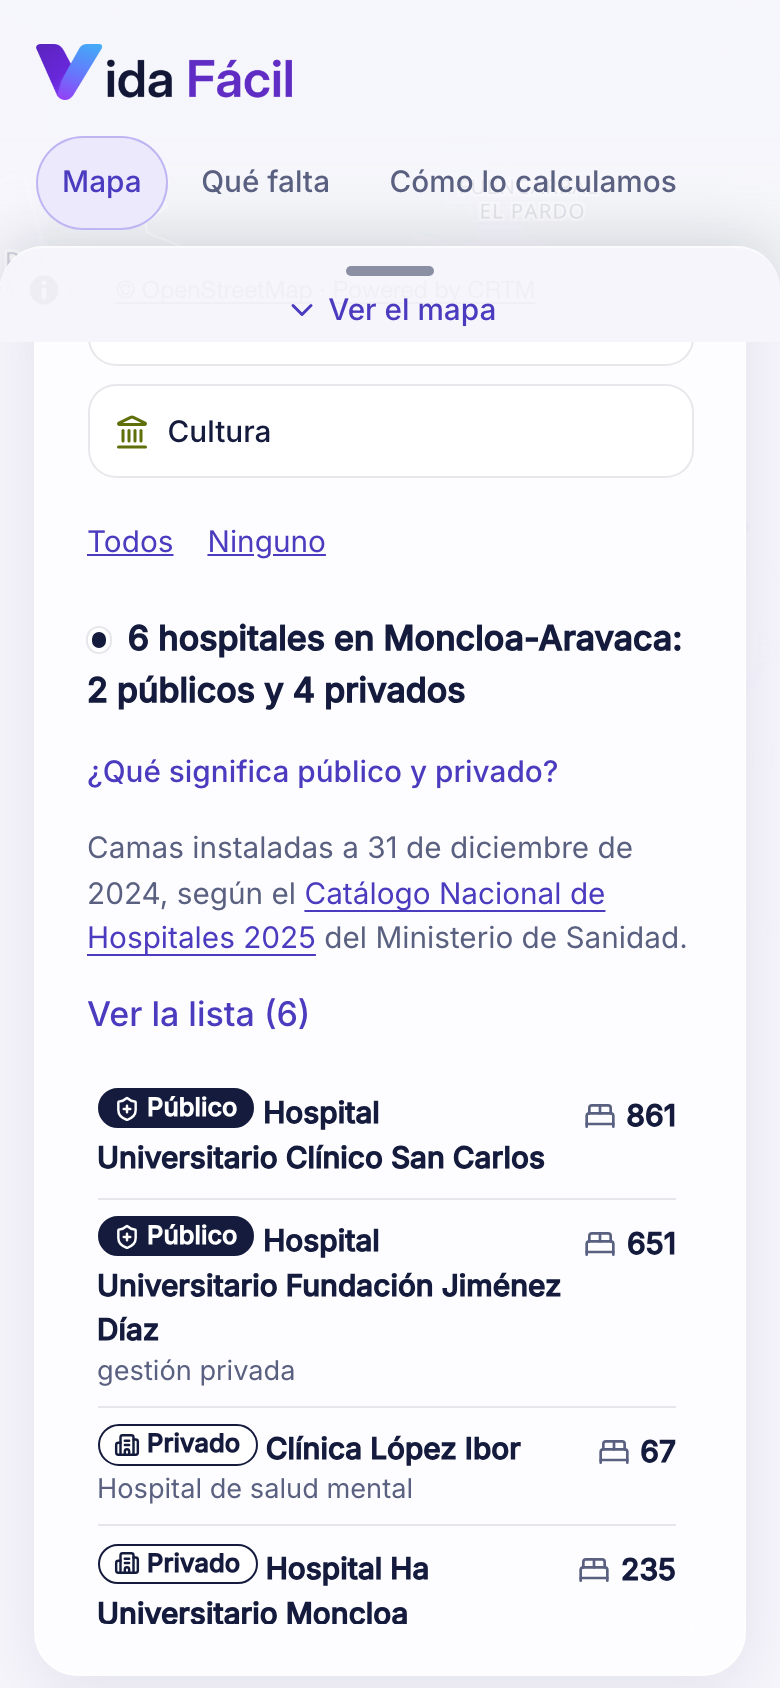 Vida Fácil
Mapa Qué falta Cómo lo calculamos
EL PARDO
© OpenStreetMap · Powered by CRTM
Ver el mapa
Cultura
Todos Ninguno
6 hospitales en Moncloa-Aravaca:
2 públicos y 4 privados
¿Qué significa público y privado?
Camas instaladas a 31 de diciembre de
2024, según el Catálogo Nacional de
Hospitales 2025 del Ministerio de Sanidad.
Ver la lista (6)
Público Hospital 861
Universitario Clínico San Carlos
Público Hospital 651
Universitario Fundación Jiménez
Díaz
gestión privada
Privado Clínica López Ibor 67
Hospital de salud mental
Privado Hospital Ha 235
Universitario Moncloa